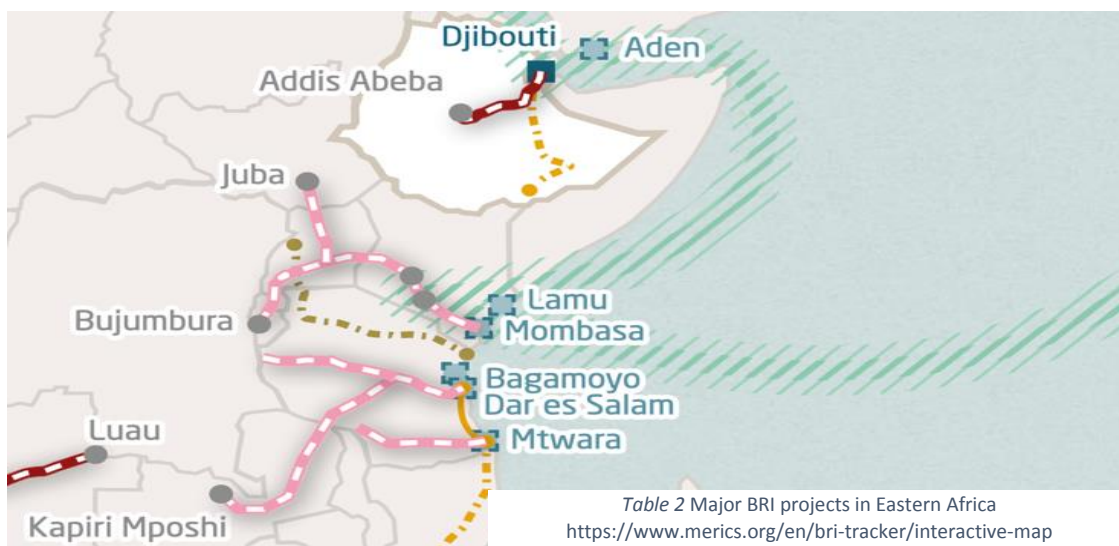 Djibouti
Aden
Addis Abeba
Juba
Lamu
Bujumbura
Mombasa
Bagamoyo
Dar es Salam
Luau
Mtwara
Kapiri Mposhi
Table 2 Major BRI projects in Eastern Africa
https://www.merics.org/en/bri-tracker/interactive-map